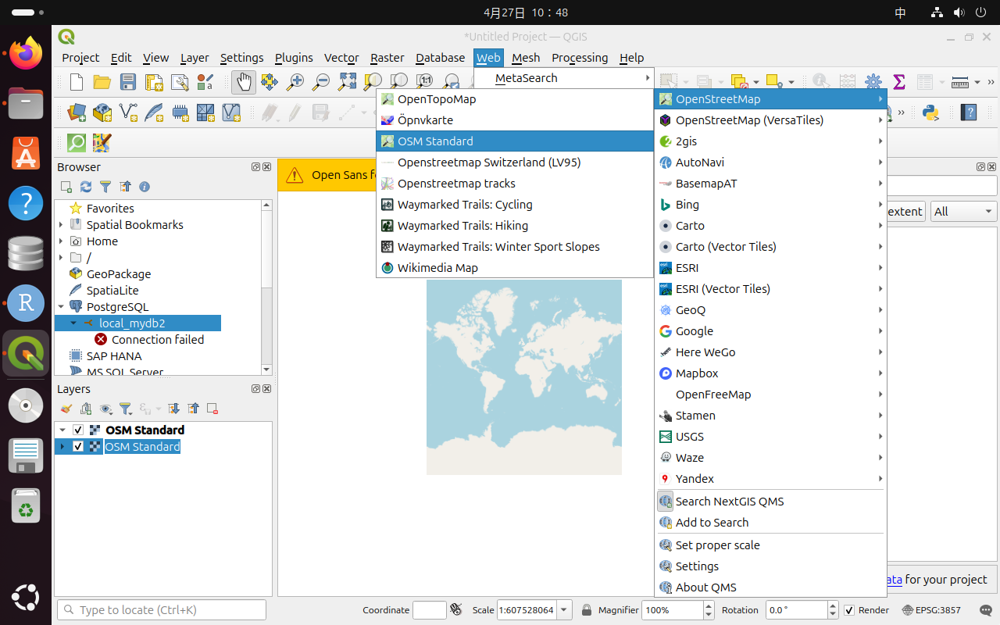 4月27日 10：48
中
*Untitled Project — QGIS
Project Edit View Layer Settings Plugins Vector Raster Database Web Mesh Processing Help
MetaSearch
OpenTopoMap
Öpnvkarte
OSM Standard
Openstreetmap Switzerland (LV95)
Openstreetmap tracks
Waymarked Trails: Cycling
Waymarked Trails: Hiking
Waymarked Trails: Winter Sport Slopes
Wikimedia Map
OpenStreetMap
OpenStreetMap (VersaTiles)
2gis
AutoNavi
BasemapAT
Bing
Carto
Carto (Vector Tiles)
ESRI
ESRI (Vector Tiles)
GeoQ
Google
Here WeGo
Mapbox
OpenFreeMap
Stamen
USGS
Waze
Yandex
Search NextGIS QMS
Add to Search
Set proper scale
Settings
About QMS
Browser
Favorites
Spatial Bookmarks
Home
/
GeoPackage
SpatiaLite
PostgreSQL
local_mydb2
Connection failed
SAP HANA
MS SQL Server
Open Sans
extent All
Layers
OSM Standard
OSM Standard
for your project
Type to locate (Ctrl+K)
Coordinate Scale 1:607528064 Magnifier 100% Rotation 0.0 ° Render EPSG:3857